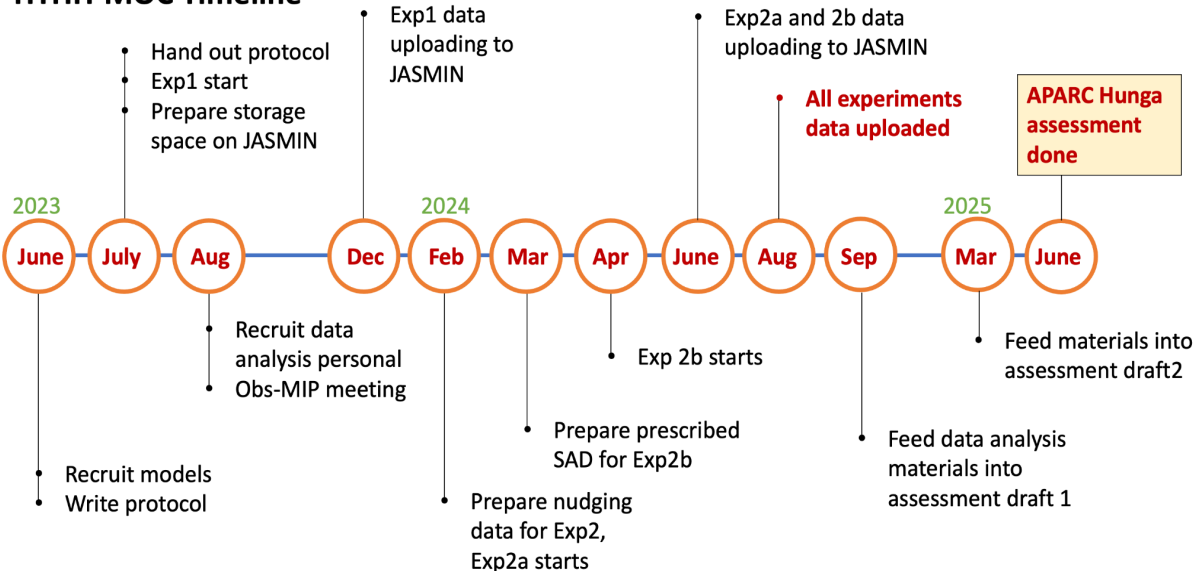 Timeline
Exp1 data
uploading to
JASMIN
Exp2a and 2b data
uploading to JASMIN
Hand out protocol
Exp1 start
Prepare storage
space on JASMIN
All experiments
data uploaded
APARC Hunga
assessment
done
2023
2024
2025
June
July
Aug
Dec
Feb
Mar
Apr
June
Aug
Sep
Mar
June
Recruit data
analysis personal
Obs-MIP meeting
Exp 2b starts
Feed materials into
assessment draft2
Prepare prescribed
SAD for Exp2b
Feed data analysis
materials into
assessment draft 1
Recruit models
Write protocol
Prepare nudging
data for Exp2,
Exp2a starts